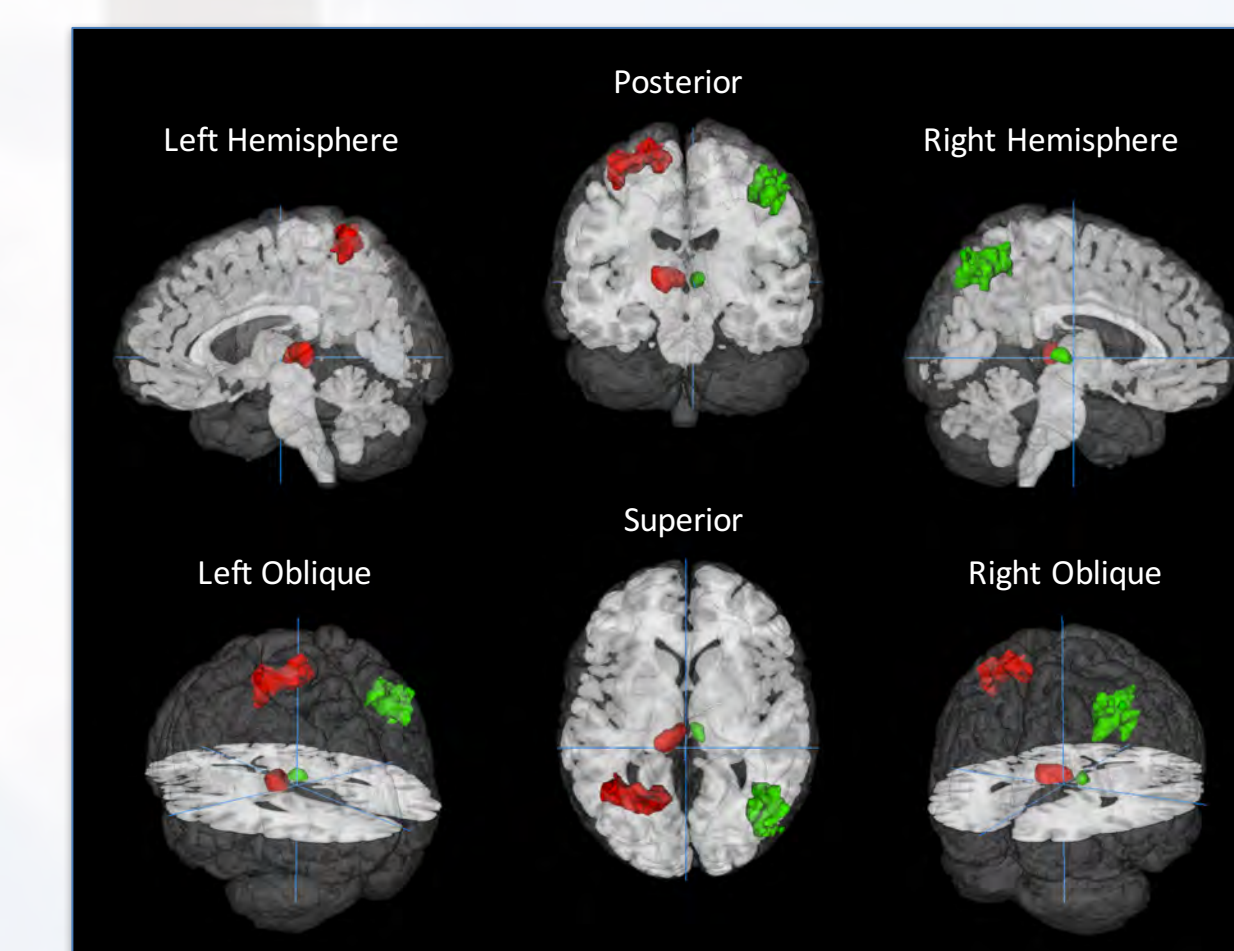 Posterior
Left Hemisphere
Right Hemisphere
Superior
Left Oblique
Right Oblique